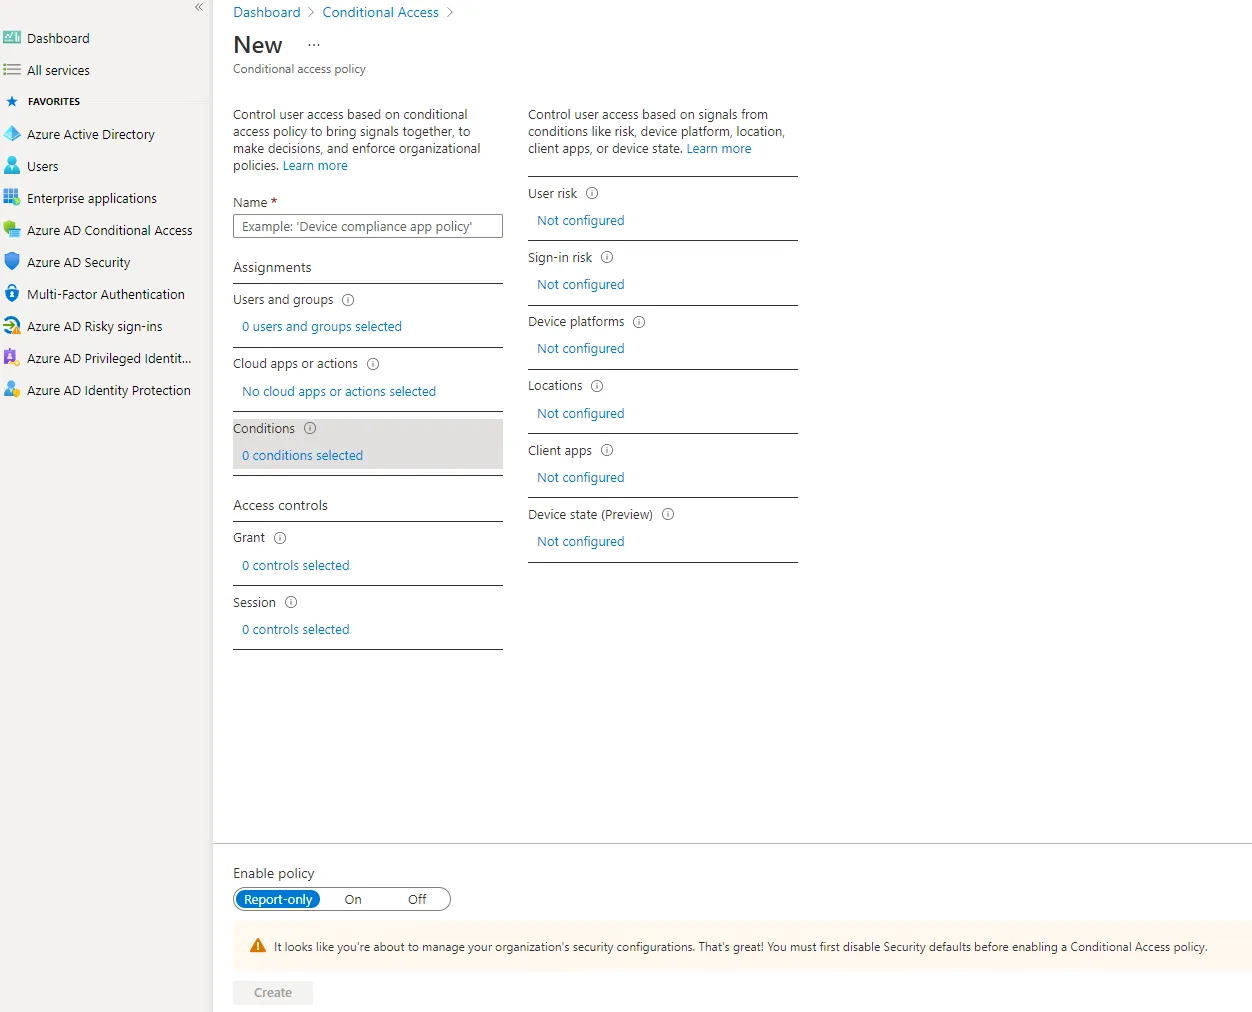 «
Dashboard
All services
FAVORITES
Azure Active Directory
Users
Enterprise applications
Azure AD Conditional Access
Azure AD Security
Multi-Factor Authentication
Azure AD Risky sign-ins
Azure AD Privileged Identit...
Azure AD Identity Protection
Dashboard > Conditional Access >
New ...
Conditional access policy
Control user access based on conditional
access policy to bring signals together, to
make decisions, and enforce organizational
policies. Learn more
Name *
Example: 'Device compliance app policy'
Assignments
Users and groups
0 users and groups selected
Cloud apps or actions
No cloud apps or actions selected
Conditions
0 conditions selected
Access controls
Grant
0 controls selected
Session
0 controls selected
Control user access based on signals from
conditions like risk, device platform, location,
client apps, or device state. Learn more
User risk
Not configured
Sign-in risk
Not configured
Device platforms
Not configured
Locations
Not configured
Client apps
Not configured
Device state (Preview)
Not configured
Enable policy
Report-only On Off
It looks like you're about to manage your organization's security configurations. That's great! You must first disable Security defaults before enabling a Conditional Access policy.
Create